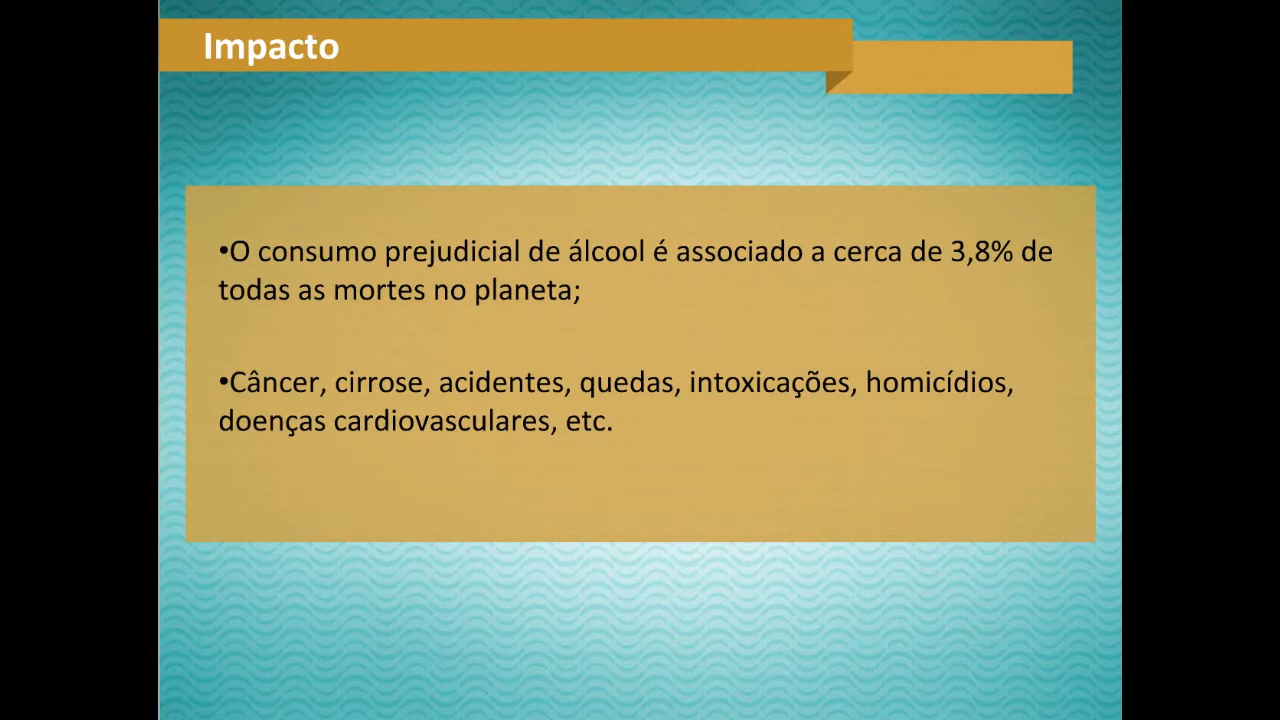 Impacto
•O consumo prejudicial de álcool é associado a cerca de 3,8% de
todas as mortes no planeta;
•Câncer, cirrose, acidentes, quedas, intoxicações, homicídios,
doenças cardiovasculares, etc.